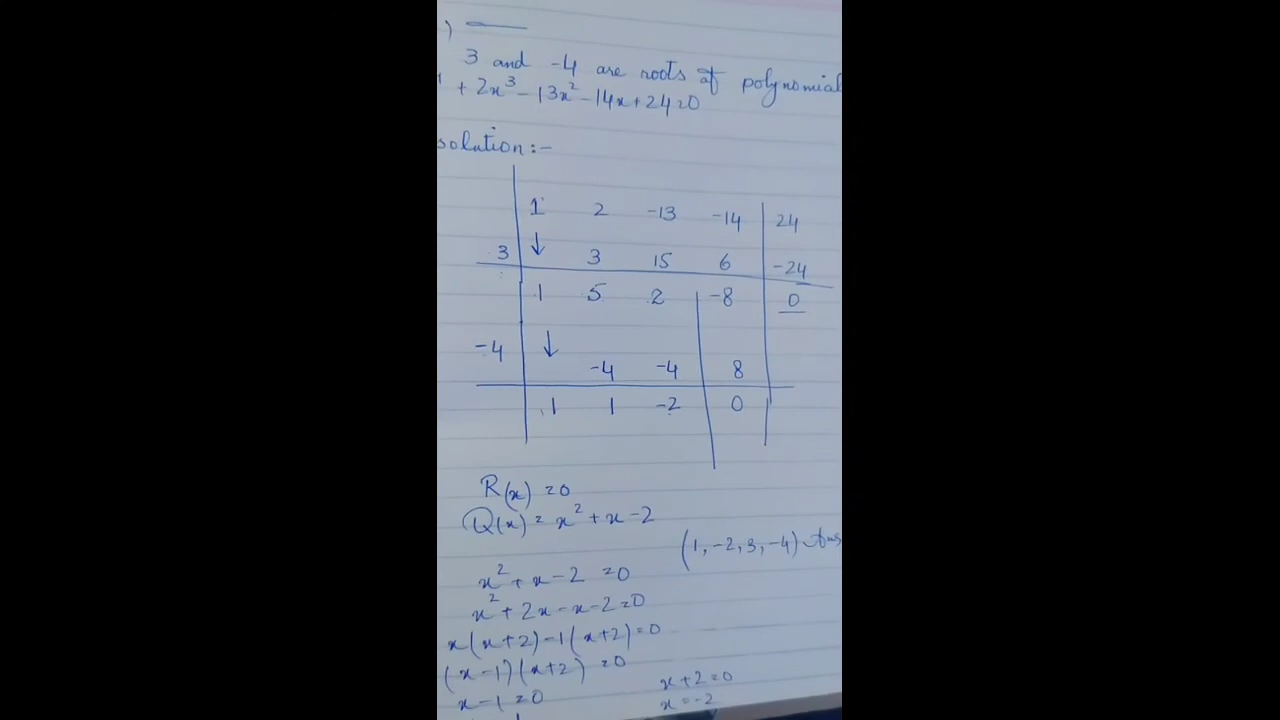 )
3 and -4 are roots of polynomial
+ 2x³ - 13x² - 14x + 24 = 0
solution :-
1 2 -13 -14 24
3 ↓ 3 15 6 -24
1 5 2 -8 0
-4 ↓ -4 -4 8
1 1 -2 0
R(x) = 0
Q(x) = x² + x - 2
(1, -2, 3, -4) Ans
x² + x - 2 = 0
x² + 2x - x - 2 = 0
x(x+2) - 1(x+2) = 0
(x-1)(x+2) = 0
x - 1 = 0 x + 2 = 0
x = -2